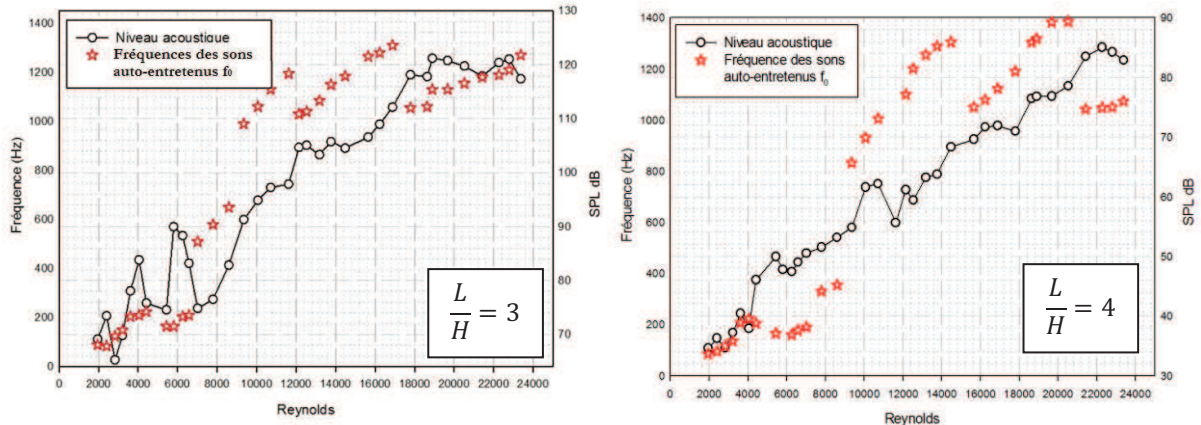 1400
1200
1000
800
600
400
200
0
Fréquence (Hz)
Niveau acoustique
Fréquences des sons
auto-entretenus f₀
130
120
110
100
90
80
70
SPL dB
L/H = 3
0 2000 4000 6000 8000 10000 12000 14000 16000 18000 20000 22000 24000
Reynolds
1400
1200
1000
800
600
400
200
0
Fréquence (Hz)
Niveau acoustique
Fréquence des sons
auto-entretenus f₀
90
80
70
60
50
40
30
SPL dB
L/H = 4
0 2000 4000 6000 8000 10000 12000 14000 16000 18000 20000 22000 24000
Reynolds